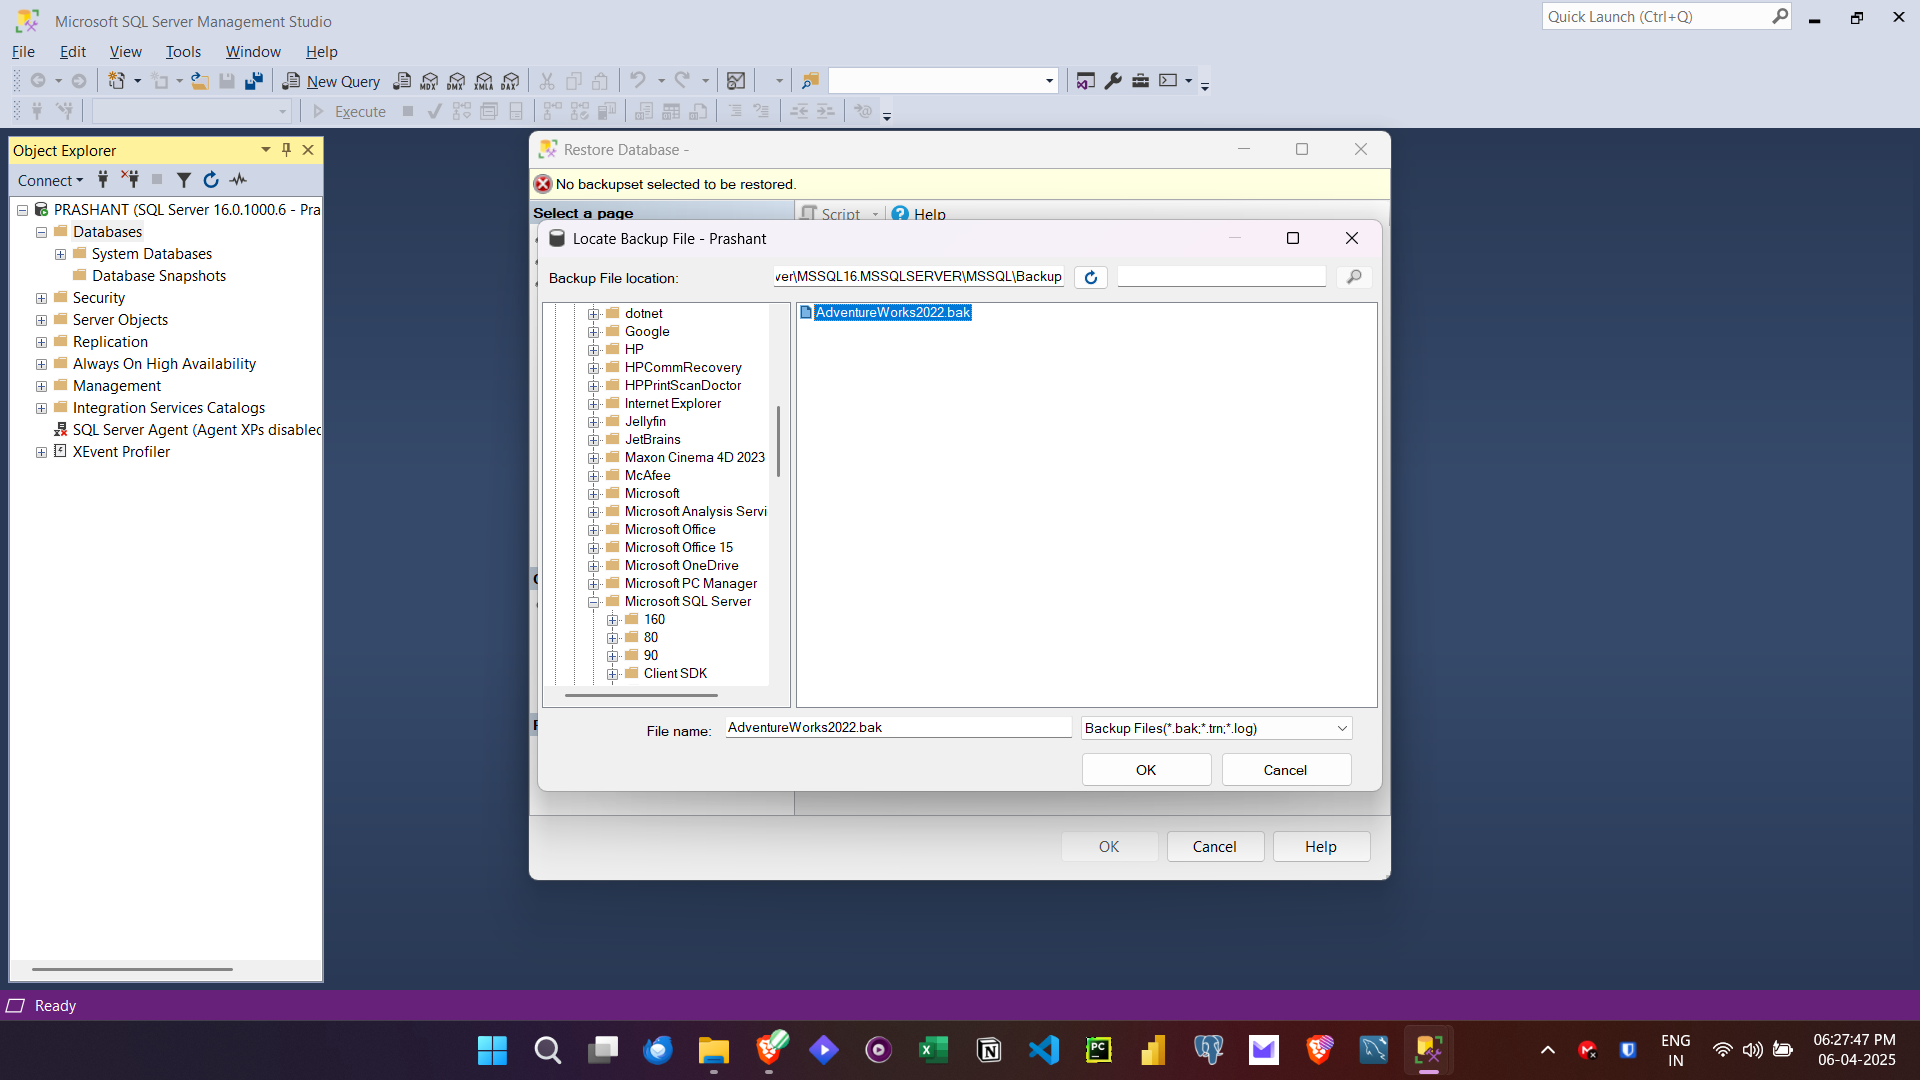 Microsoft SQL Server Management Studio
Quick Launch (Ctrl+Q)
File Edit View Tools Window Help
New Query MDX DMX XMLA DAX
Execute
Object Explorer
Connect
PRASHANT (SQL Server 16.0.1000.6 - Pra
Databases
System Databases
Database Snapshots
Security
Server Objects
Replication
Always On High Availability
Management
Integration Services Catalogs
SQL Server Agent (Agent XPs disabled
XEvent Profiler
Restore Database -
No backupset selected to be restored.
Select a page
Script Help
Locate Backup File - Prashant
Backup File location: ver\MSSQL16.MSSQLSERVER\MSSQL\Backup
dotnet
Google
HP
HPCommRecovery
HPPrintScanDoctor
Internet Explorer
Jellyfin
JetBrains
Maxon Cinema 4D 2023
McAfee
Microsoft
Microsoft Analysis Servi
Microsoft Office
Microsoft Office 15
Microsoft OneDrive
Microsoft PC Manager
Microsoft SQL Server
160
80
90
Client SDK
AdventureWorks2022.bak
File name: AdventureWorks2022.bak Backup Files(*.bak;*.trn;*.log)
OK Cancel
OK Cancel Help
Ready
PC
ENG
IN
06:27:47 PM
06-04-2025